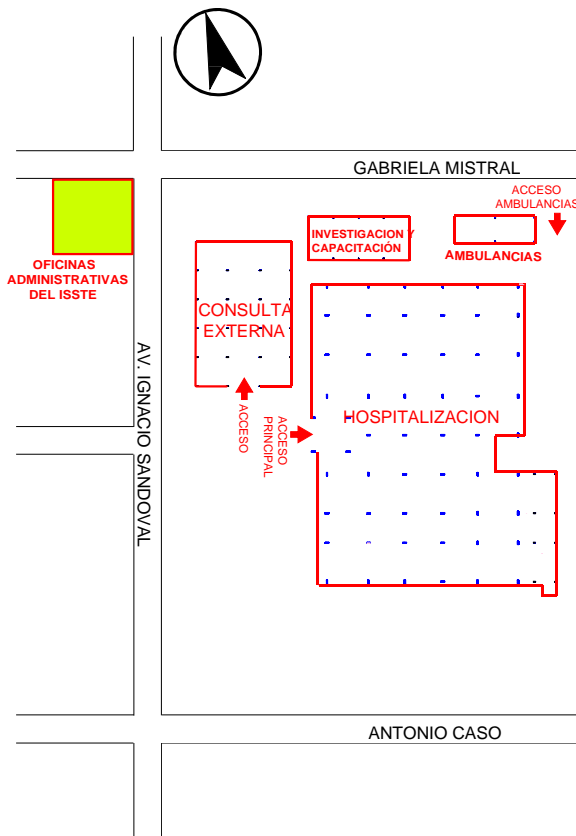 GABRIELA MISTRAL
ACCESO
AMBULANCIAS
INVESTIGACION Y
CAPACITACIÓN
AMBULANCIAS
OFICINAS
ADMINISTRATIVAS
DEL ISSTE
CONSULTA
EXTERNA
AV. IGNACIO SANDOVAL
ACCESO
ACCESO
PRINCIPAL
HOSPITALIZACION
ANTONIO CASO